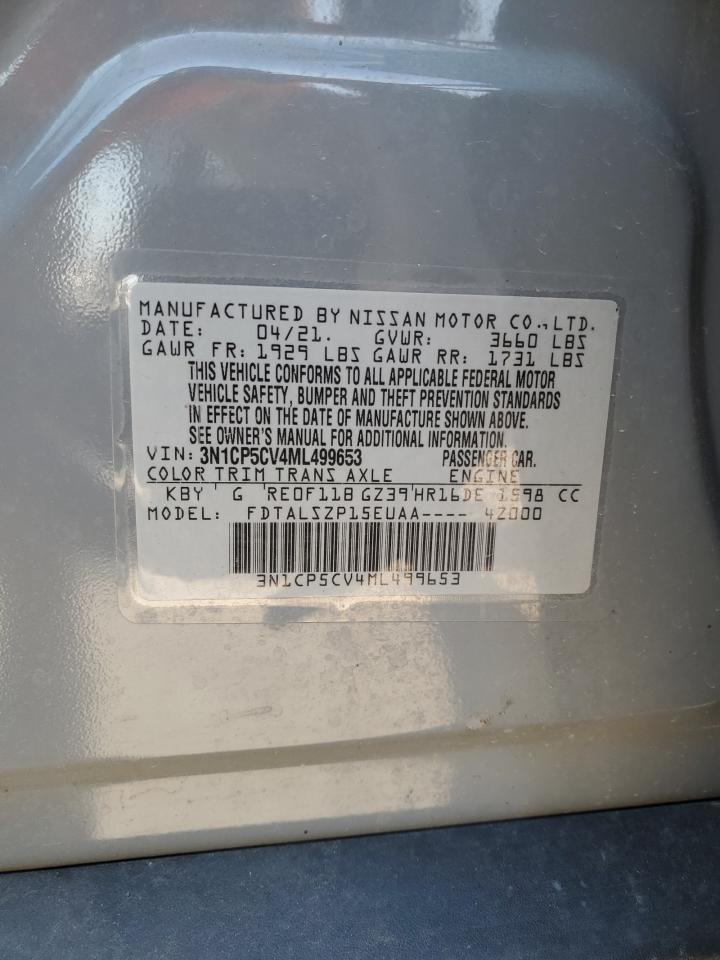 MANUFACTURED BY NISSAN MOTOR CO., LTD.
DATE: 04/21. GVWR: 3660 LBS
GAWR FR: 1929 LBS GAWR RR: 1731 LBS
THIS VEHICLE CONFORMS TO ALL APPLICABLE FEDERAL MOTOR
VEHICLE SAFETY, BUMPER AND THEFT PREVENTION STANDARDS
IN EFFECT ON THE DATE OF MANUFACTURE SHOWN ABOVE.
SEE OWNER'S MANUAL FOR ADDITIONAL INFORMATION.
VIN: 3N1CP5CV4ML499653 PASSENGER CAR.
COLOR TRIM TRANS AXLE ENGINE
KBY G RE0F11B GZ39 HR16DE 1598 CC
MODEL: FDTALSZP15EUAA---- 4Z000
3N1CP5CV4ML499653